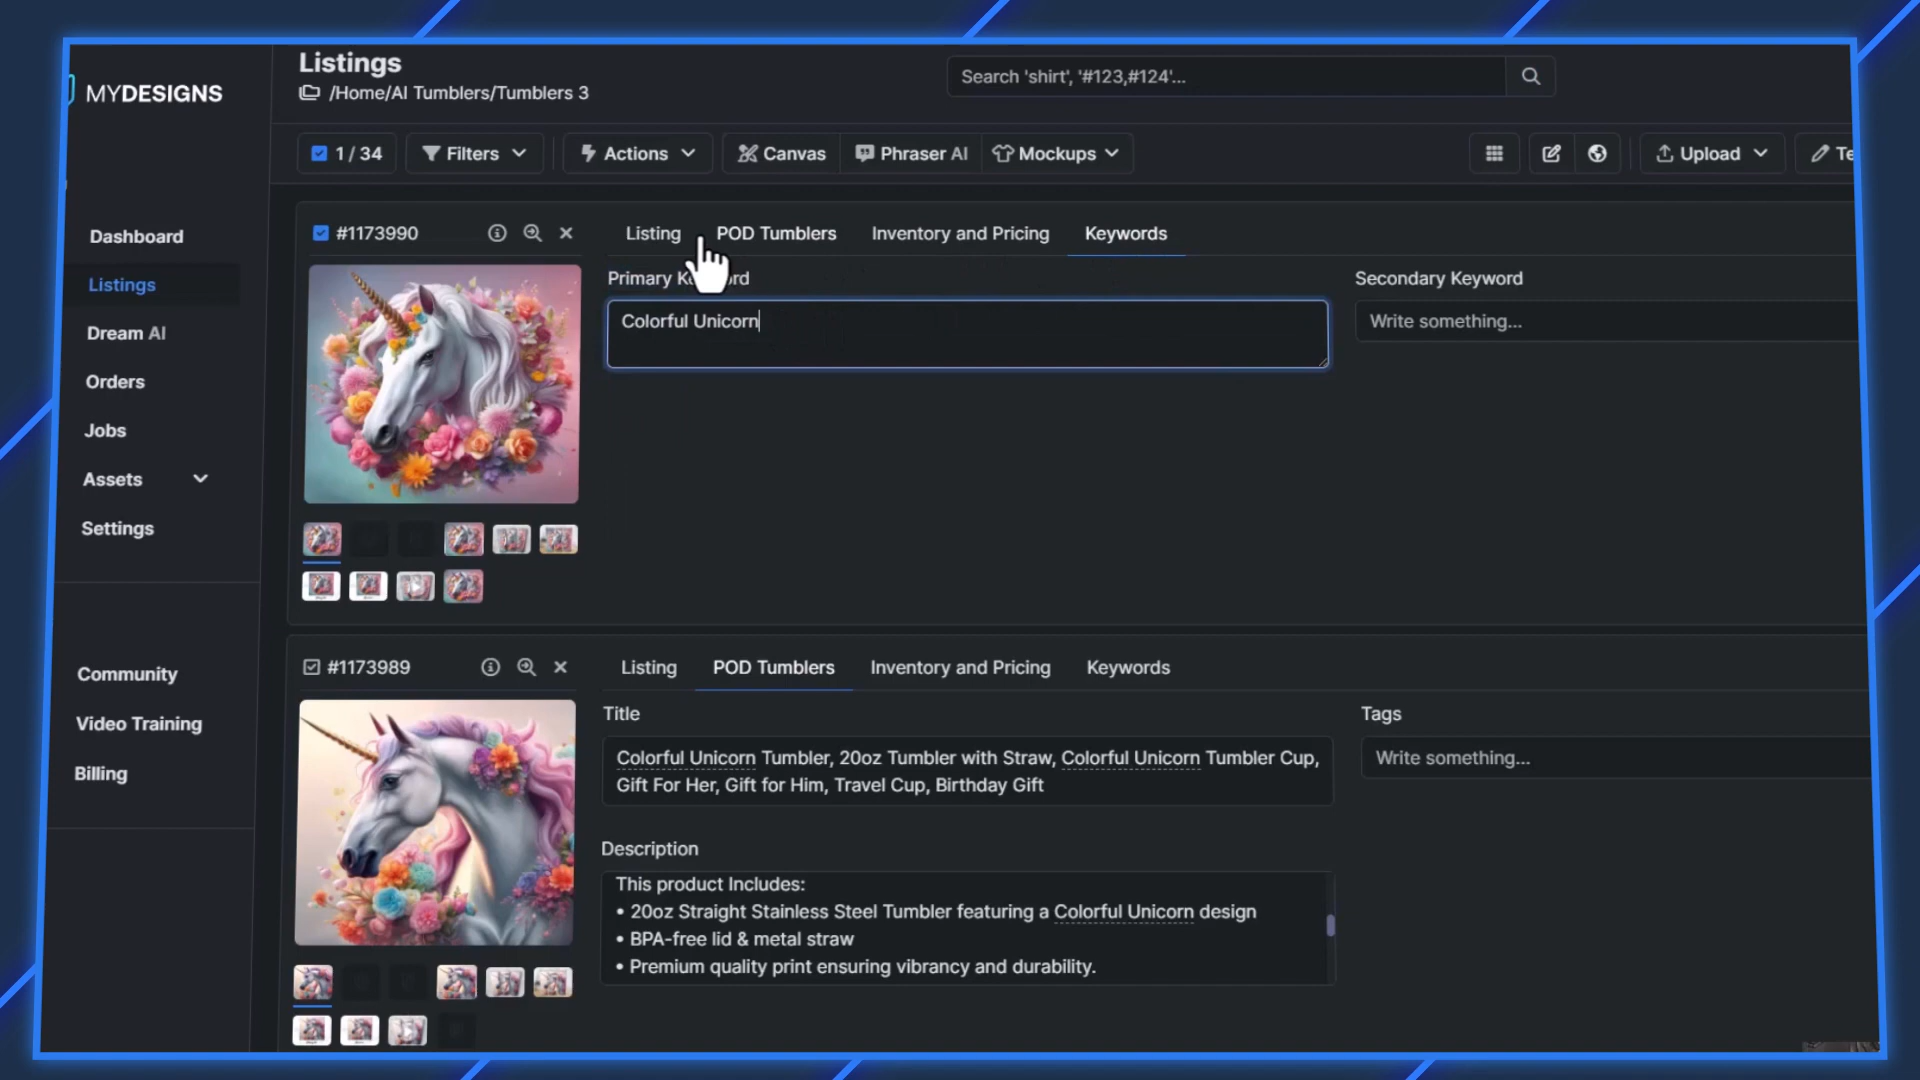 Listings
Search 'shirt', '#123,#124'...
/Home/AI Tumblers/Tumblers 3
MYDESIGNS
1 / 34
Filters
Actions
Canvas
Phraser AI
Mockups
Upload
Te
Dashboard
Listings
Dream AI
Orders
Jobs
Assets
Settings
Community
Video Training
Billing
#1173990
Listing
POD Tumblers
Inventory and Pricing
Keywords
Primary K rd
Secondary Keyword
Colorful Unicorn
Write something...
#1173989
Listing
POD Tumblers
Inventory and Pricing
Keywords
Title
Tags
Colorful Unicorn Tumbler, 20oz Tumbler with Straw, Colorful Unicorn Tumbler Cup,
Gift For Her, Gift for Him, Travel Cup, Birthday Gift
Write something...
Description
This product Includes:
• 20oz Straight Stainless Steel Tumbler featuring a Colorful Unicorn design
• BPA-free lid & metal straw
• Premium quality print ensuring vibrancy and durability.